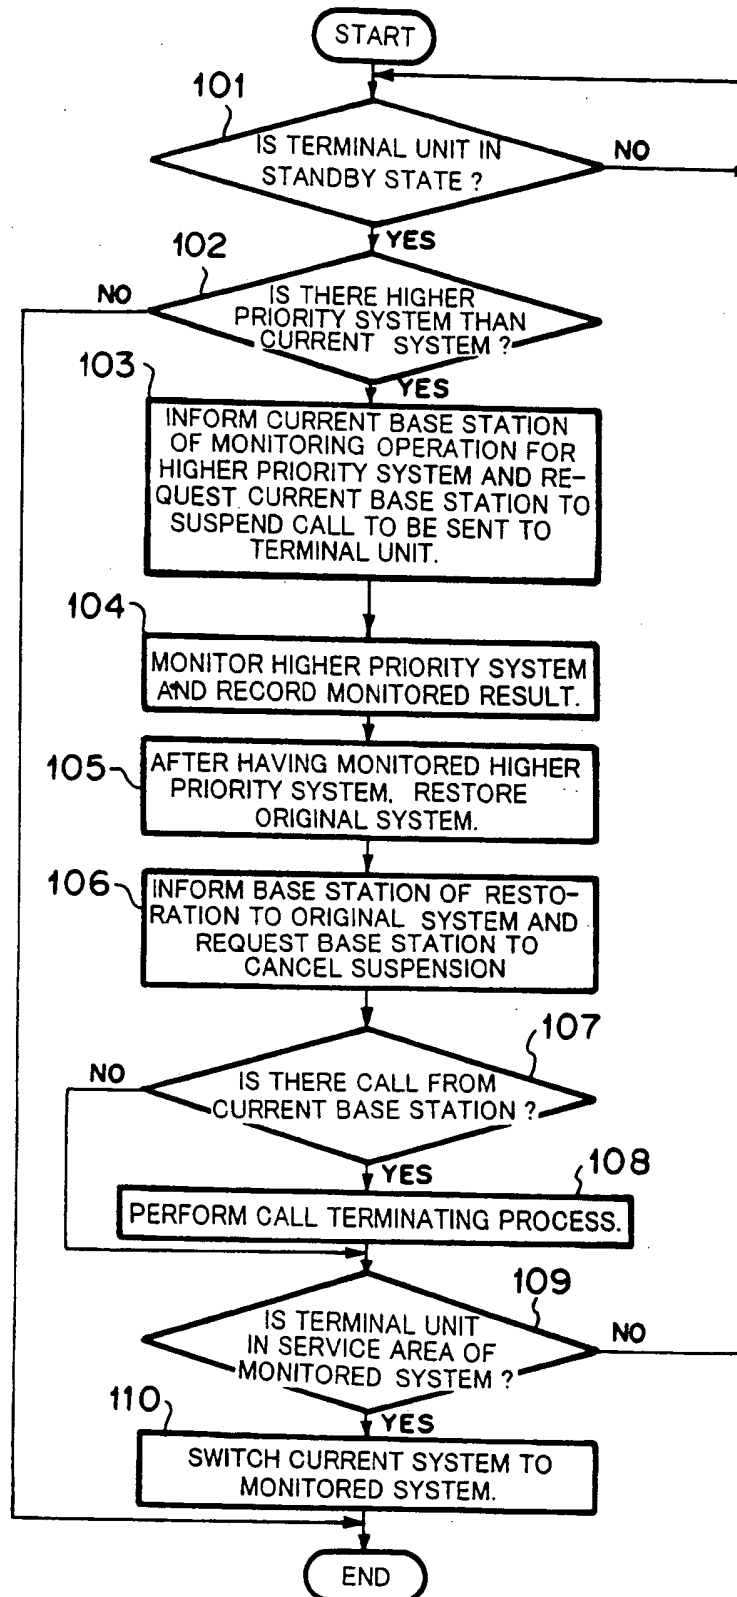 START
101
IS TERMINAL UNIT IN
STANDBY STATE ?
NO
YES
102
NO
IS THERE HIGHER
PRIORITY SYSTEM THAN
CURRENT SYSTEM ?
103
YES
INFORM CURRENT BASE STATION
OF MONITORING OPERATION FOR
HIGHER PRIORITY SYSTEM AND RE-
QUEST CURRENT BASE STATION TO
SUSPEND CALL TO BE SENT TO
TERMINAL UNIT.
104
MONITOR HIGHER PRIORITY SYSTEM
AND RECORD MONITORED RESULT.
105
AFTER HAVING MONITORED HIGHER
PRIORITY SYSTEM, RESTORE
ORIGINAL SYSTEM.
106
INFORM BASE STATION OF RESTO-
RATION TO ORIGINAL SYSTEM AND
REQUEST BASE STATION TO
CANCEL SUSPENSION
107
NO
IS THERE CALL FROM
CURRENT BASE STATION ?
YES
108
PERFORM CALL TERMINATING PROCESS.
109
IS TERMINAL UNIT
IN SERVICE AREA OF
MONITORED SYSTEM ?
NO
110
YES
SWITCH CURRENT SYSTEM TO
MONITORED SYSTEM.
END